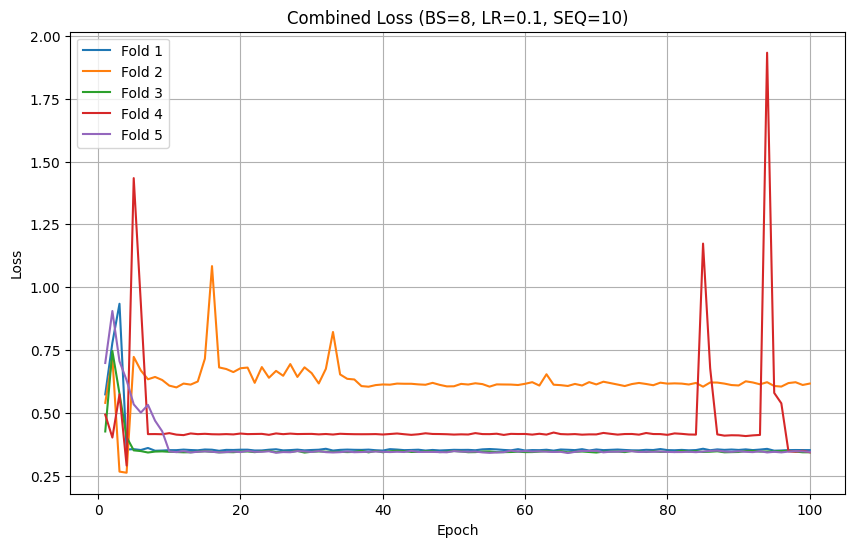 Combined Loss (BS=8, LR=0.1, SEQ=10)
2.00
1.75
1.50
1.25
1.00
0.75
0.50
0.25
Loss
Fold 1
Fold 2
Fold 3
Fold 4
Fold 5
0 20 40 60 80 100
Epoch